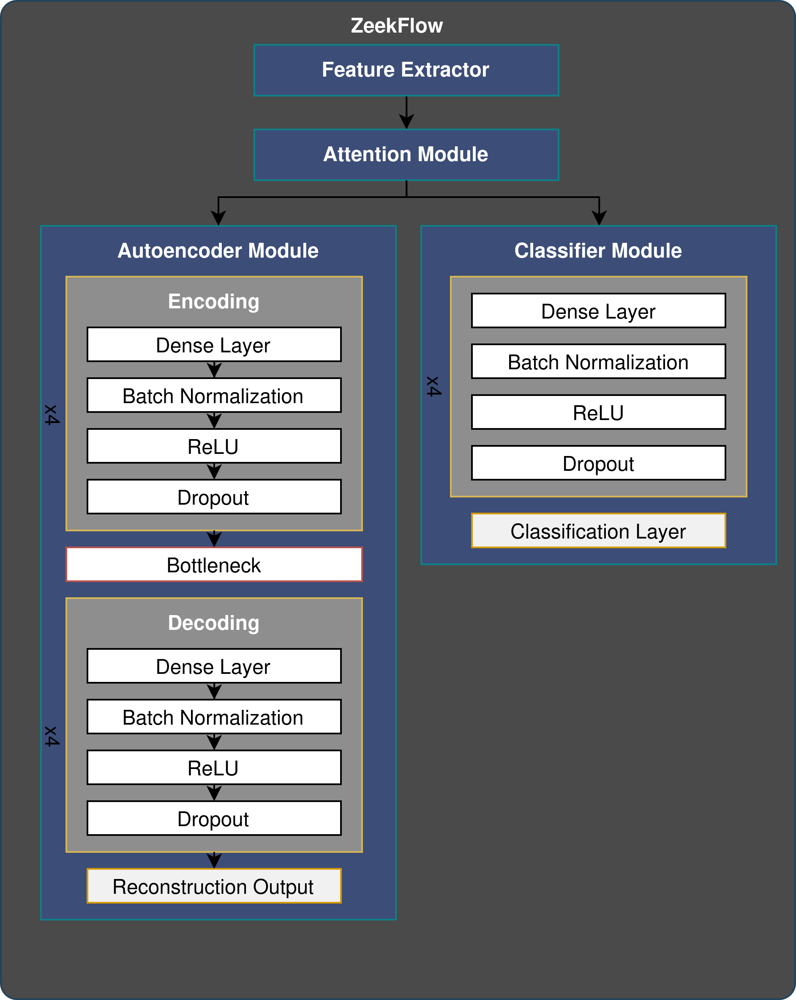 ZeekFlow
Feature Extractor
Attention Module
Autoencoder Module
Encoding
Dense Layer
Batch Normalization
ReLU
Dropout
x4
Bottleneck
Decoding
Dense Layer
Batch Normalization
ReLU
Dropout
x4
Reconstruction Output
Classifier Module
Dense Layer
Batch Normalization
ReLU
Dropout
x4
Classification Layer